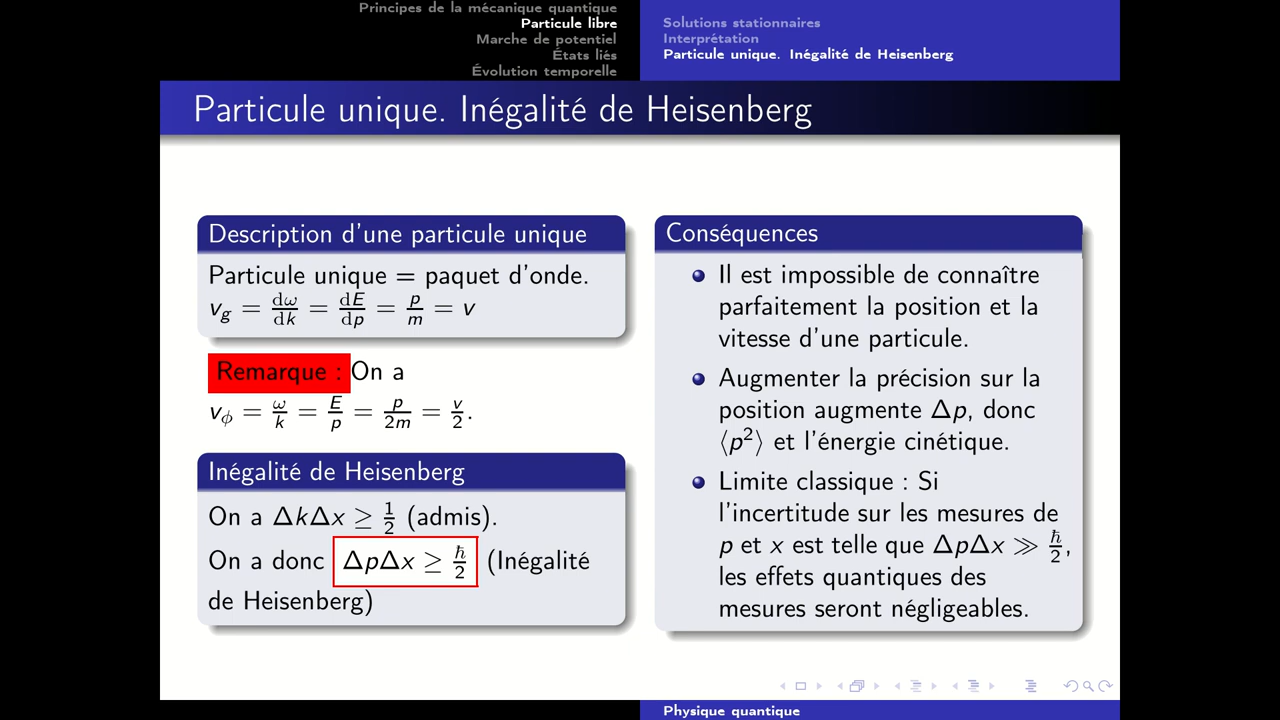 Principes de la mécanique quantique
Particule libre
Marche de potentiel
États liés
Évolution temporelle
Solutions stationnaires
Interprétation
Particule unique. Inégalité de Heisenberg
Particule unique. Inégalité de Heisenberg
Description d'une particule unique
Particule unique = paquet d'onde.
v_g = dω/dk = dE/dp = p/m = v
Remarque : On a
v_ϕ = ω/k = E/p = p/2m = v/2.
Inégalité de Heisenberg
On a ΔkΔx ≥ 1/2 (admis).
On a donc ΔpΔx ≥ ℏ/2 (Inégalité
de Heisenberg)
Conséquences
Il est impossible de connaître
parfaitement la position et la
vitesse d'une particule.
Augmenter la précision sur la
position augmente Δp, donc
⟨p²⟩ et l'énergie cinétique.
Limite classique : Si
l'incertitude sur les mesures de
p et x est telle que ΔpΔx ≫ ℏ/2,
les effets quantiques des
mesures seront négligeables.
Physique quantique